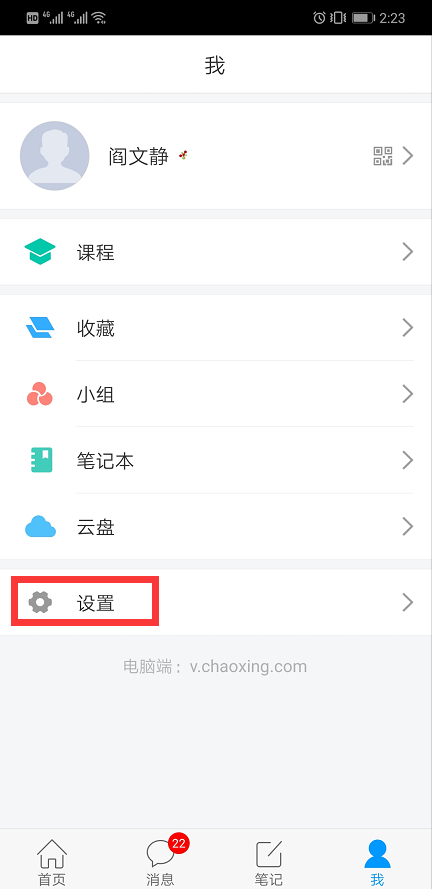 HD 4G 4G 2:23
我
阎文静
课程
收藏
小组
笔记本
云盘
设置
电脑端：v.chaoxing.com
22
首页 消息 笔记 我